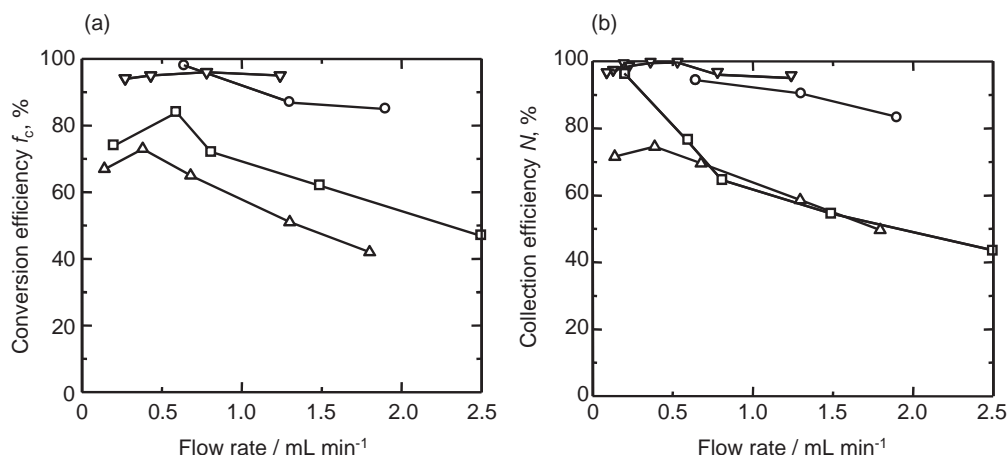 (a)
(b)
Conversion efficiency fc, %
100
80
60
40
20
0
0 0.5 1.0 1.5 2.0 2.5
Flow rate / mL min-1
Collection efficiency N, %
100
80
60
40
20
0
0 0.5 1.0 1.5 2.0 2.5
Flow rate / mL min-1